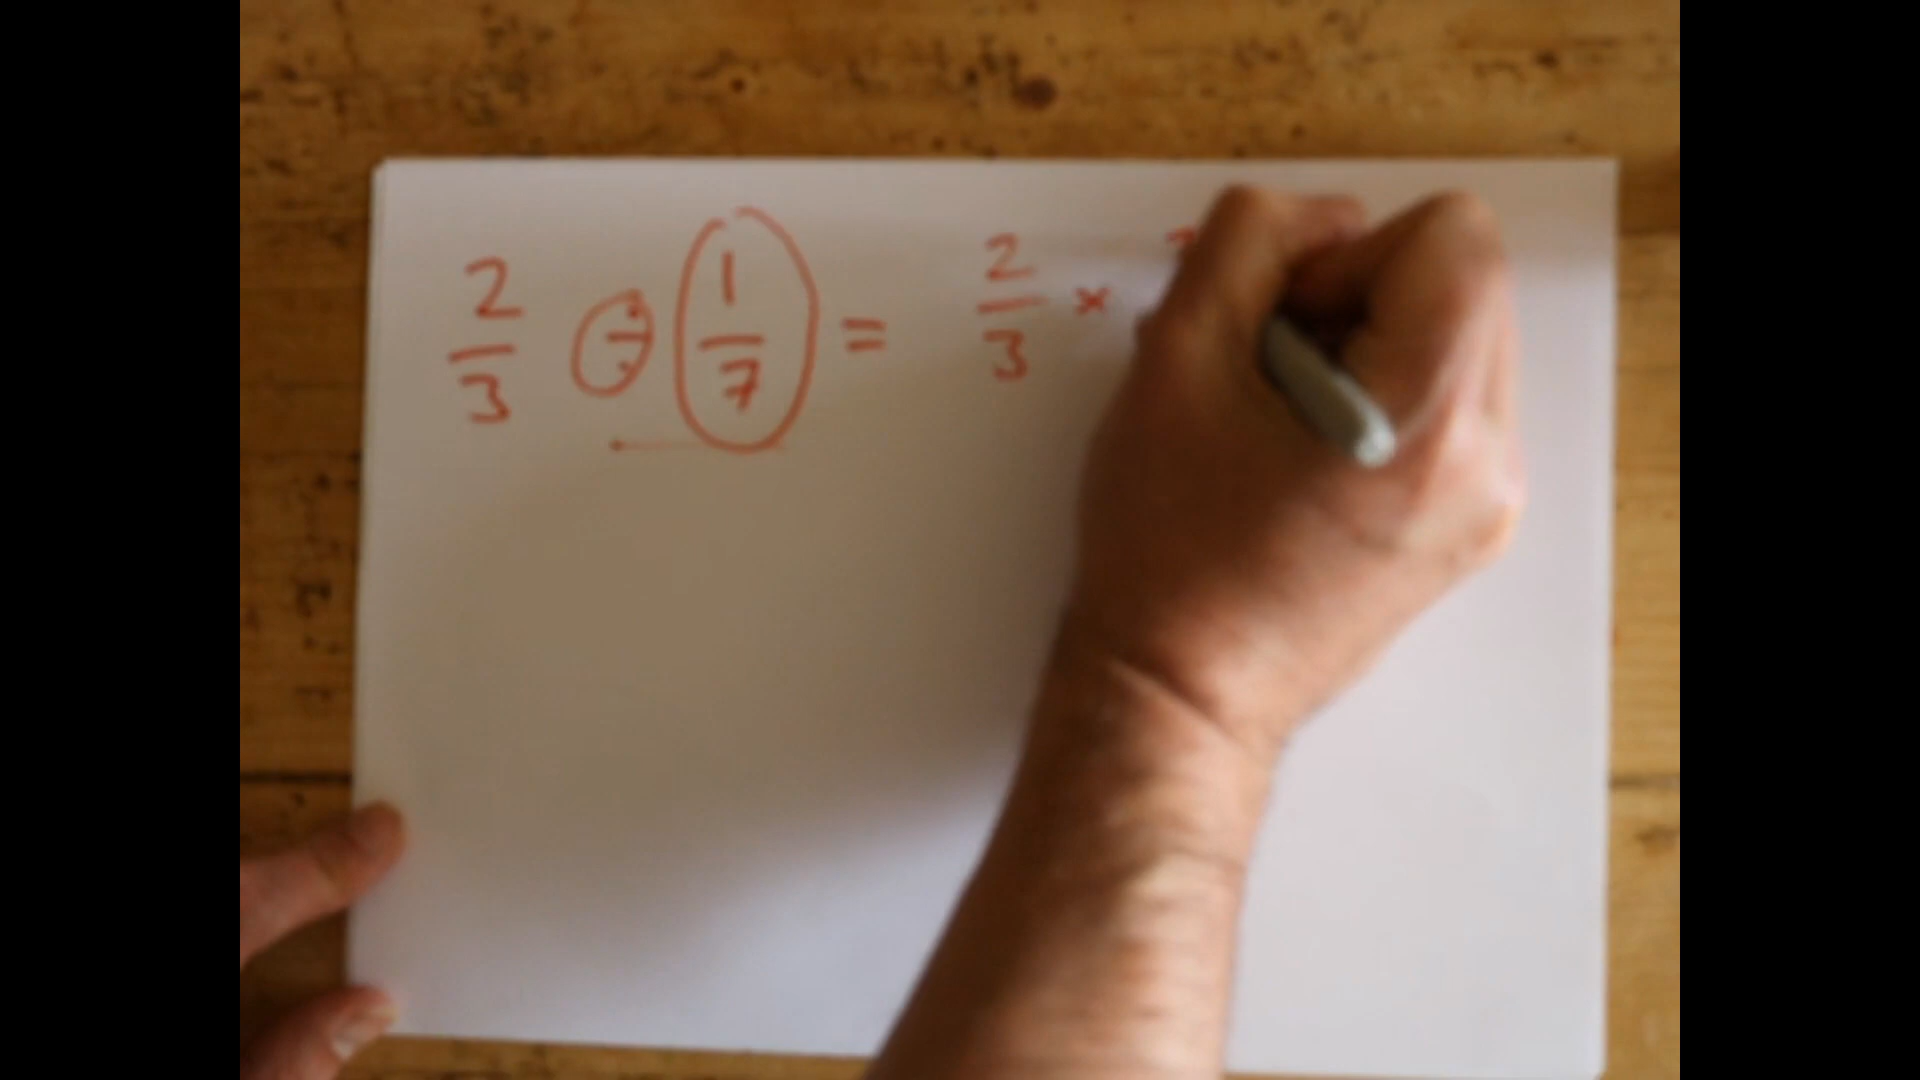 2/3 ÷ 1/7 = 2/3 ×